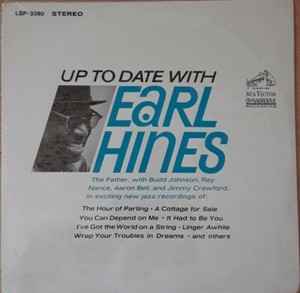 LSP-3380 STEREO
UP TO DATE WITH
EARL
HINES
RCA VICTOR
DYNAGROOVE
RECORDING
The Father, with Budd Johnson, Ray
Nance, Aaron Bell, and Jimmy Crawford,
in exciting new jazz recordings of:
The Hour of Parting • A Cottage for Sale
You Can Depend on Me • It Had to Be You
I've Got the World on a String • Linger Awhile
Wrap Your Troubles in Dreams • and others